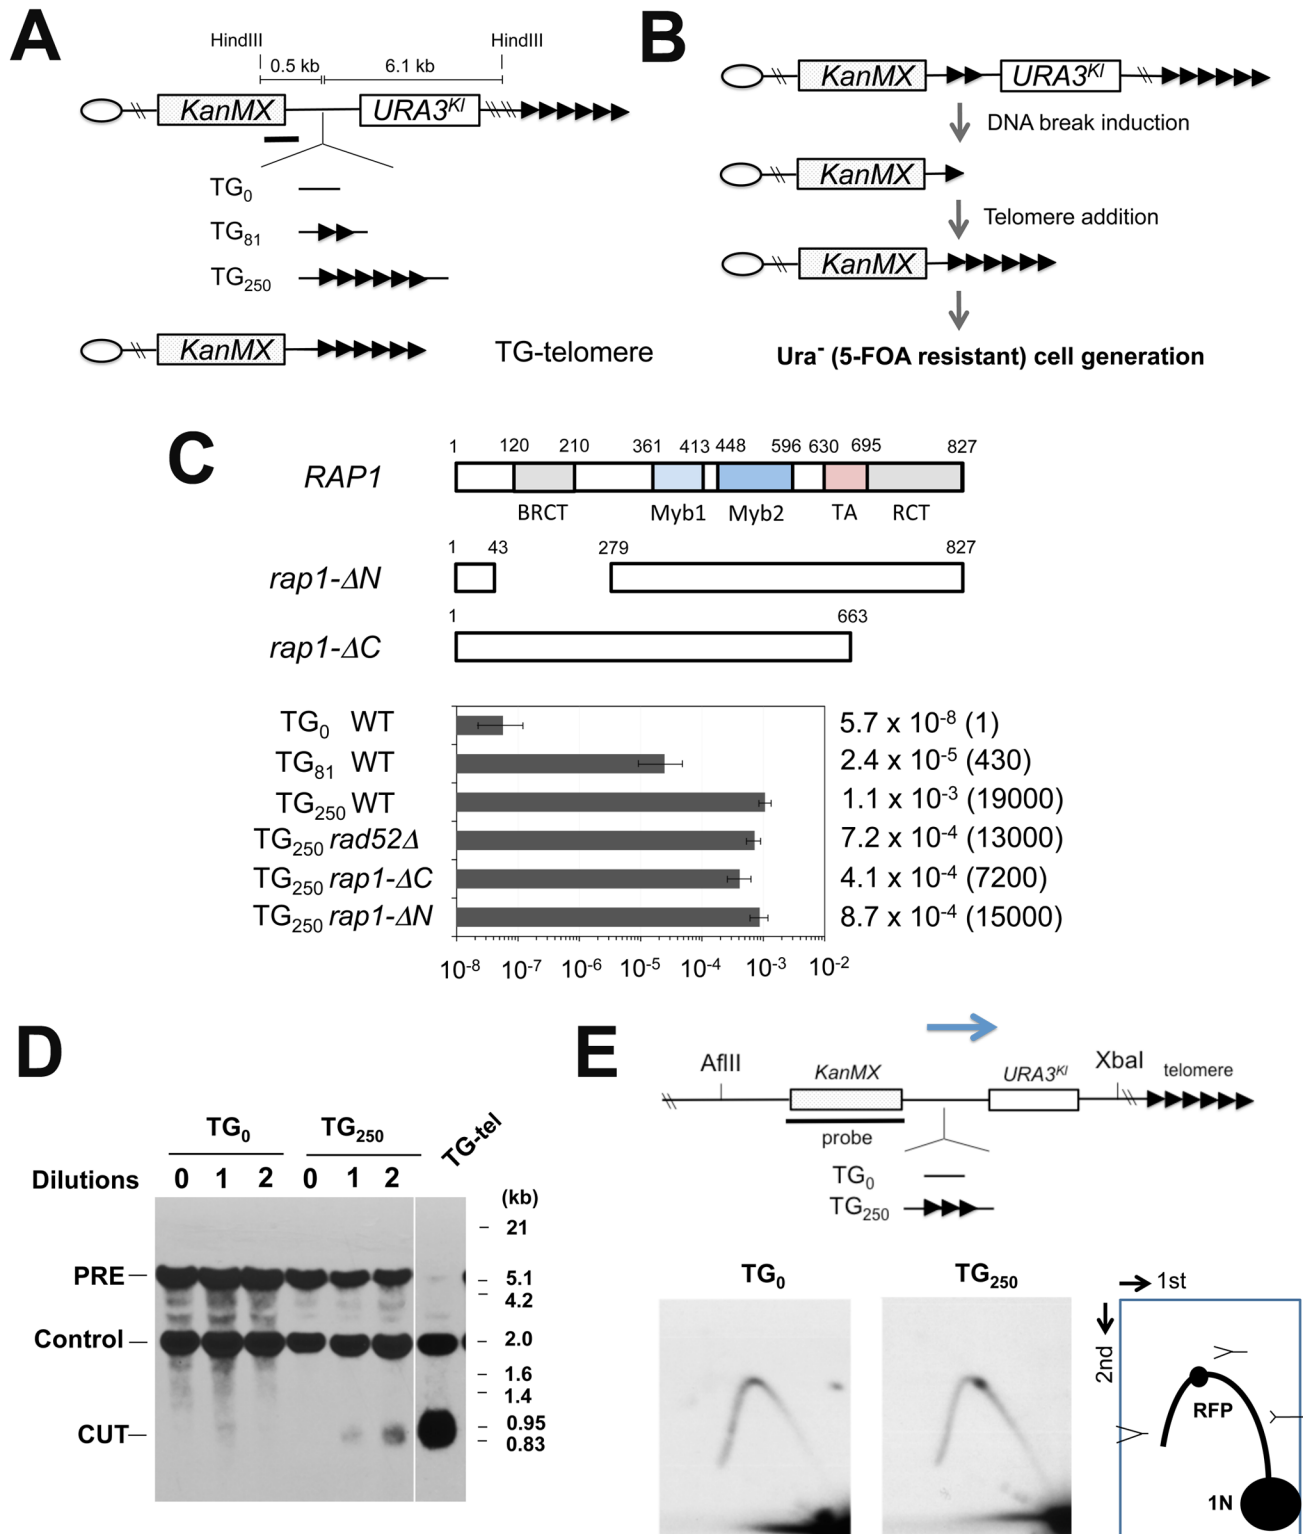 A
HindIII HindIII
0.5 kb 6.1 kb
KanMX URA3^Kl
TG0
TG81
TG250
KanMX TG-telomere
B
KanMX URA3^Kl
DNA break induction
KanMX
Telomere addition
KanMX
Ura⁻ (5-FOA resistant) cell generation
C
1 120 210 361 413 448 596 630 695 827
RAP1
BRCT Myb1 Myb2 TA RCT
1 43 279 827
rap1-ΔN
1 663
rap1-ΔC
TG0 WT 5.7 x 10⁻⁸ (1)
TG81 WT 2.4 x 10⁻⁵ (430)
TG250 WT 1.1 x 10⁻³ (19000)
TG250 rad52Δ 7.2 x 10⁻⁴ (13000)
TG250 rap1-ΔC 4.1 x 10⁻⁴ (7200)
TG250 rap1-ΔN 8.7 x 10⁻⁴ (15000)
10⁻⁸ 10⁻⁷ 10⁻⁶ 10⁻⁵ 10⁻⁴ 10⁻³ 10⁻²
D
TG0 TG250 TG-tel
Dilutions 0 1 2 0 1 2
(kb)
21
PRE 5.1
4.2
Control 2.0
1.6
1.4
0.95
CUT 0.83
E
AflII KanMX URA3^Kl XbaI telomere
probe
TG0
TG250
TG0 TG250 1st
2nd
RFP
1N